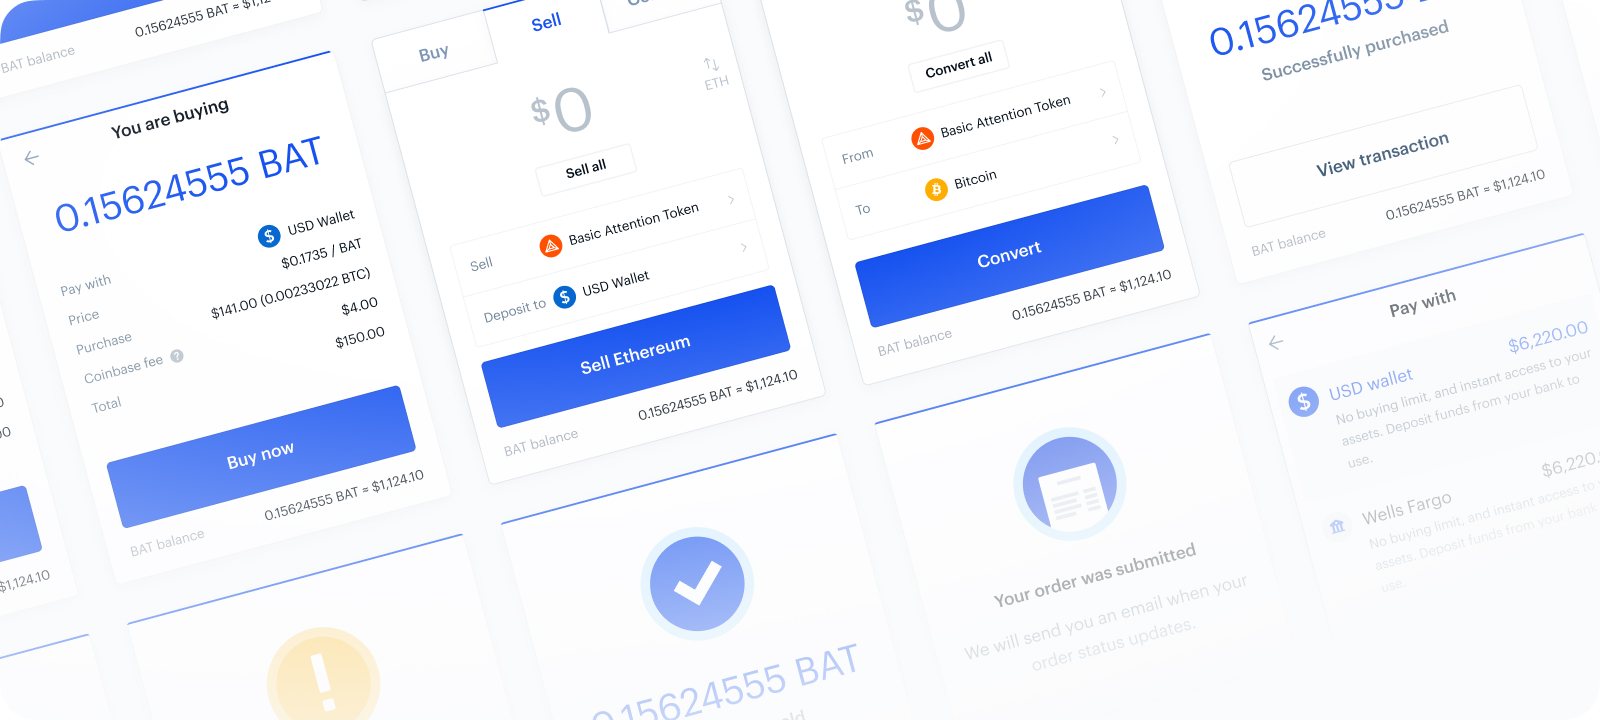 BAT balance
0.15624555 BAT ≈ $1,12
You are buying
0.15624555 BAT
Pay with
USD Wallet
Price
$0.1735 / BAT
Purchase
$141.00 (0.00233022 BTC)
Coinbase fee ?
$4.00
Total
$150.00
Buy now
BAT balance
0.15624555 BAT ≈ $1,124.10
$1,124.10
Buy
Sell
$0
ETH
Sell all
Sell
Basic Attention Token
Deposit to
USD Wallet
Sell Ethereum
BAT balance
0.15624555 BAT ≈ $1,124.10
$0
Convert all
From
Basic Attention Token
To
Bitcoin
Convert
BAT balance
0.15624555 BAT ≈ $1,124.10
0.15624555
Successfully purchased
View transaction
BAT balance
0.15624555 BAT ≈ $1,124.10
0.15624555 BAT
Your order was submitted
We will send you an email when your
order status updates.
Pay with
USD wallet
$6,220.00
No buying limit, and instant access to your
assets. Deposit funds from your bank to
use.
Wells Fargo
$6,220.
No buying limit, and instant access to
assets. Deposit funds from your bank
use.